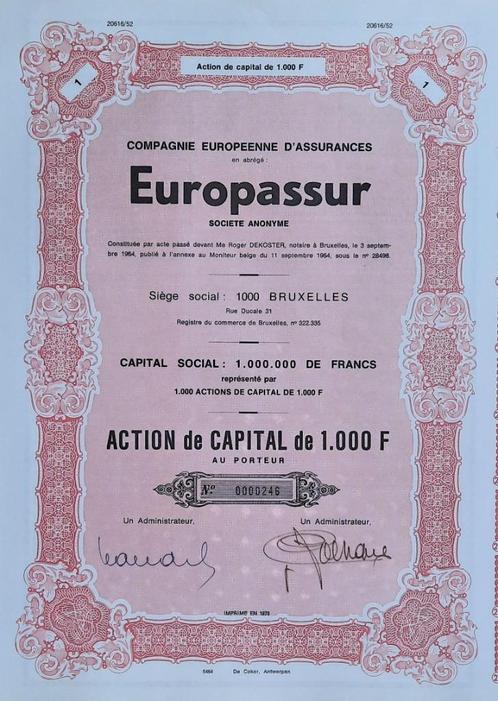 20616/52
20616/52
1
Action de capital de 1.000 F
1
COMPAGNIE EUROPEENNE D'ASSURANCES
en abrégé :
Europassur
SOCIETE ANONYME
Constituée par acte passé devant Me Roger DEKOSTER, notaire à Bruxelles, le 3 septem-
bre 1964, publié à l'annexe au Moniteur belge du 11 septembre 1964, sous le nº 28498.
Siège social : 1000 BRUXELLES
Rue Ducale 31
Registre du commerce de Bruxelles, nº 322.335
CAPITAL SOCIAL : 1.000.000 DE FRANCS
représenté par
1.000 ACTIONS DE CAPITAL DE 1.000 F
ACTION de CAPITAL de 1.000 F
AU PORTEUR
Nº 0000246
Un Administrateur,
Un Administrateur,
IMPRIMÉ EN
5464
De Coker, Antwerpen